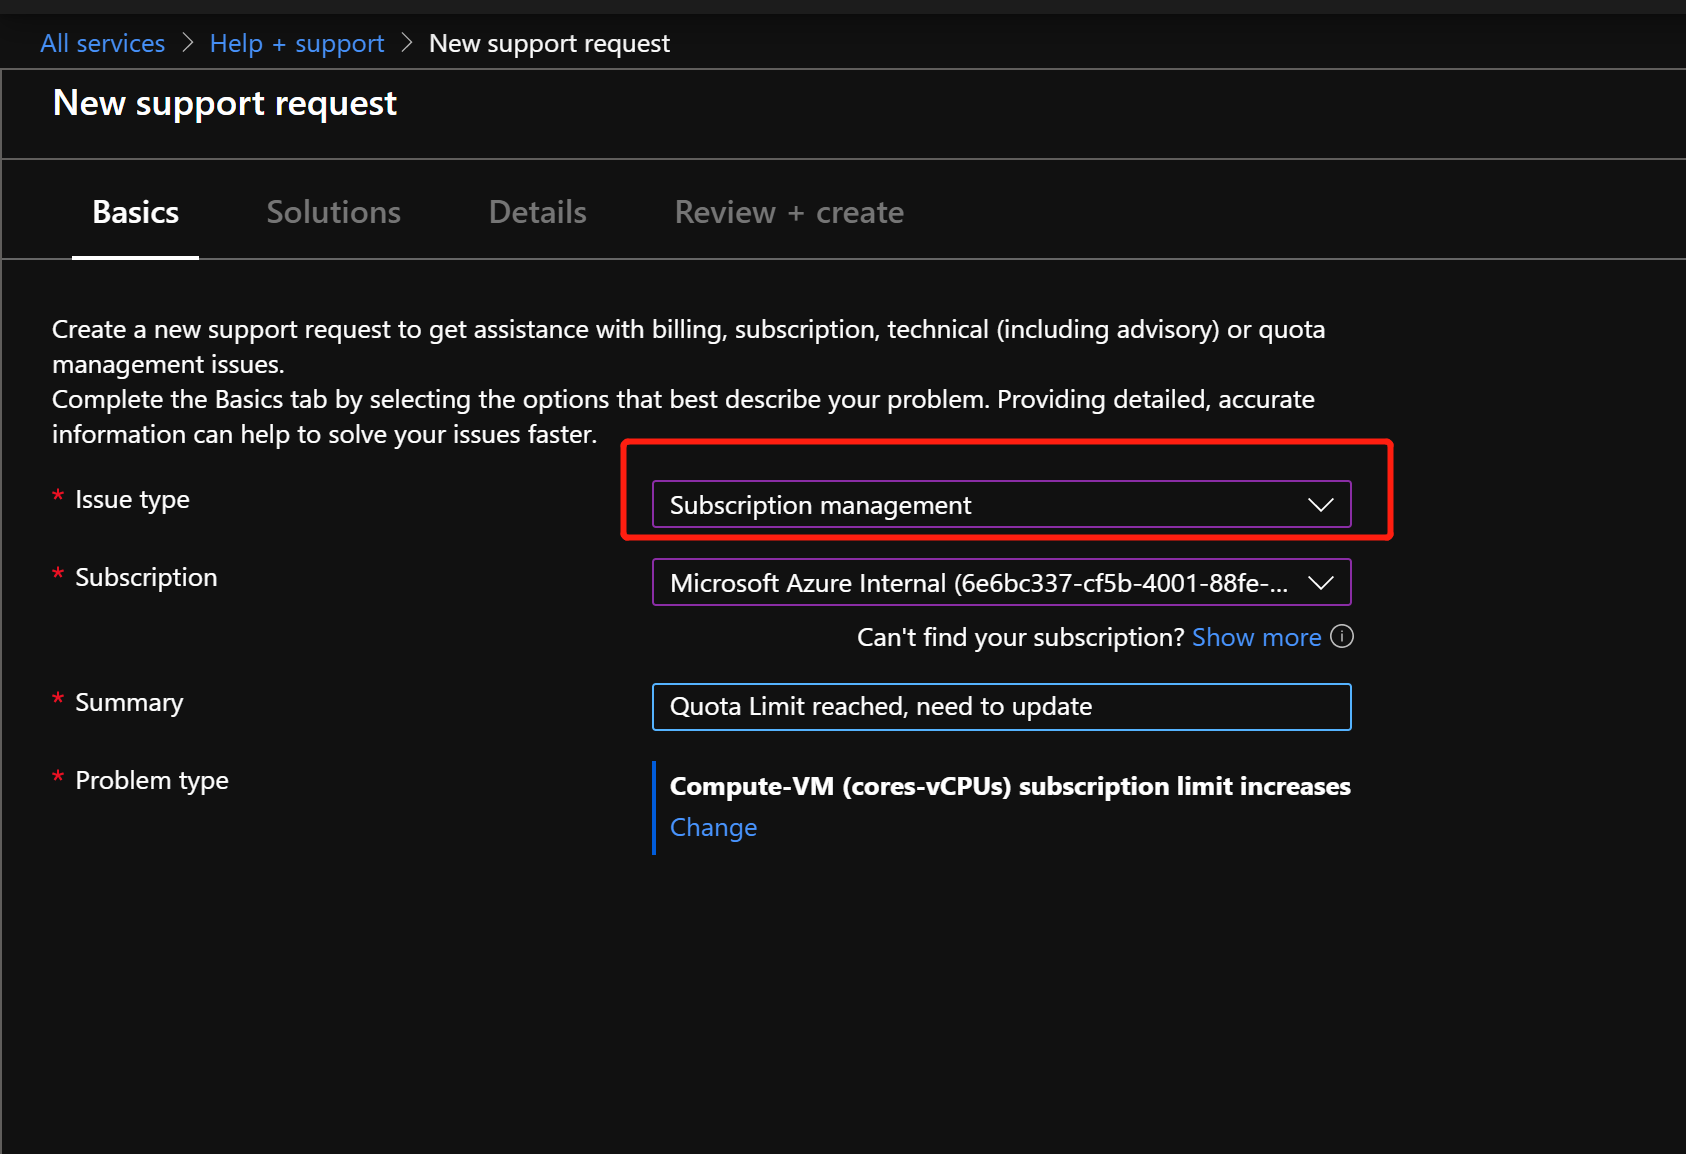 All services > Help + support > New support request
New support request
Basics Solutions Details Review + create
Create a new support request to get assistance with billing, subscription, technical (including advisory) or quota
management issues.
Complete the Basics tab by selecting the options that best describe your problem. Providing detailed, accurate
information can help to solve your issues faster.
* Issue type
Subscription management
* Subscription
Microsoft Azure Internal (6e6bc337-cf5b-4001-88fe-...
Can't find your subscription? Show more
* Summary
Quota Limit reached, need to update
* Problem type
Compute-VM (cores-vCPUs) subscription limit increases
Change